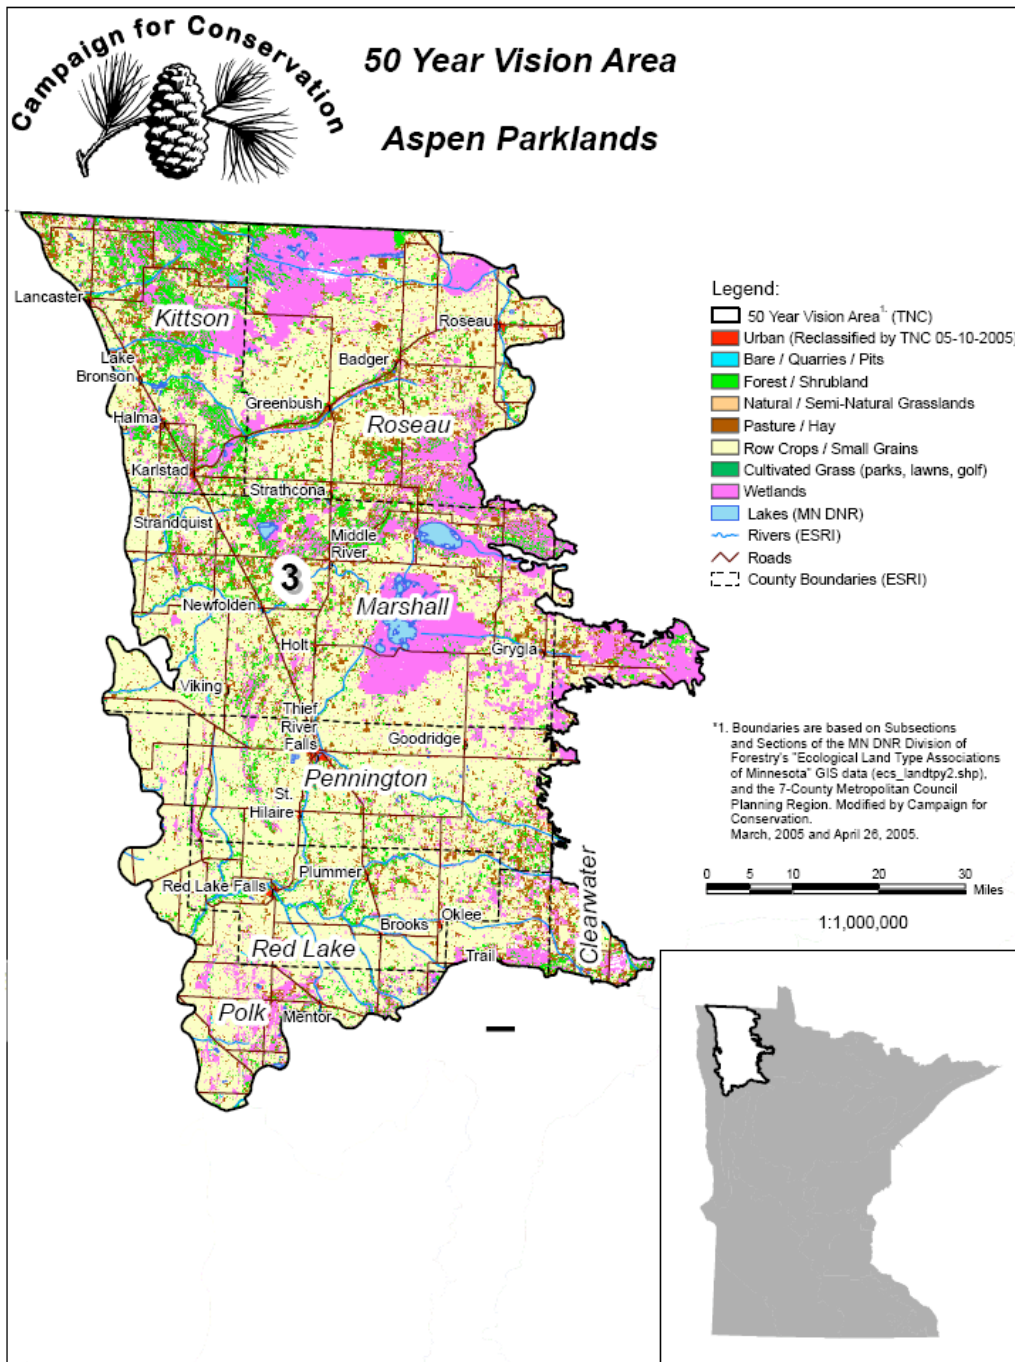 Campaign for Conservation
50 Year Vision Area
Aspen Parklands
Lancaster
Kittson
Roseau
Lake
Bronson
Badger
Greenbush
Halma
Roseau
Karlstad
Strathcona
Strandquist
Middle
River
3
Newfolden
Marshall
Holt
Grygla
Viking
Thief
River
Falls
Goodridge
Pennington
St.
Hilaire
Plummer
Red Lake Falls
Clearwater
Oklee
Brooks
Red Lake
Trail
Polk
Mentor
Legend:
50 Year Vision Area1. (TNC)
Urban (Reclassified by TNC 05-10-2005)
Bare / Quarries / Pits
Forest / Shrubland
Natural / Semi-Natural Grasslands
Pasture / Hay
Row Crops / Small Grains
Cultivated Grass (parks, lawns, golf)
Wetlands
Lakes (MN DNR)
Rivers (ESRI)
Roads
County Boundaries (ESRI)
*1. Boundaries are based on Subsections
and Sections of the MN DNR Division of
Forestry's "Ecological Land Type Associations
of Minnesota" GIS data (ecs_landtpy2.shp),
and the 7-County Metropolitan Council
Planning Region. Modified by Campaign for
Conservation.
March, 2005 and April 26, 2005.
0 5 10 20 30
Miles
1:1,000,000